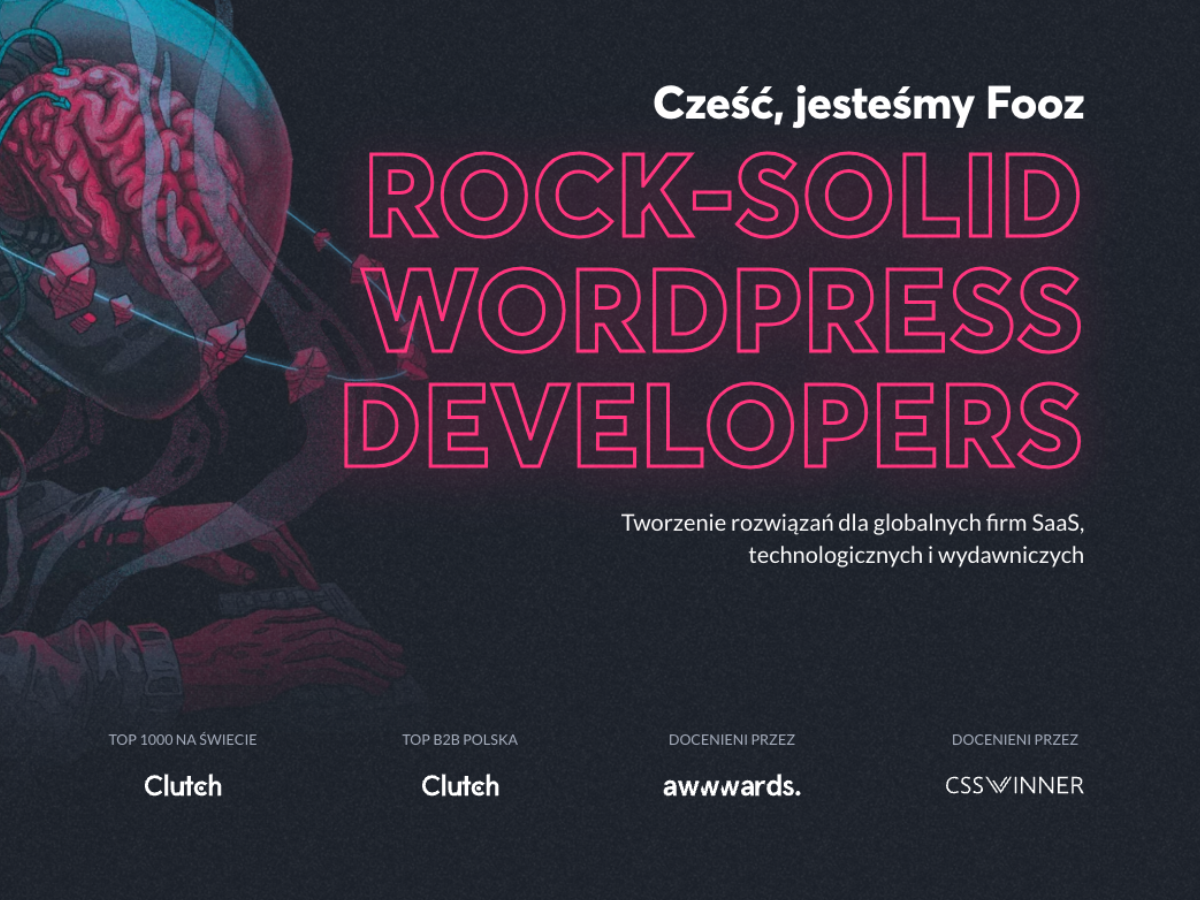 Cześć, jesteśmy Fooz
ROCK-SOLID
WORDPRESS
DEVELOPERS
Tworzenie rozwiązań dla globalnych firm SaaS,
technologicznych i wydawniczych
TOP 1000 NA ŚWIECIE
Clutch
TOP B2B POLSKA
Clutch
DOCENIENI PRZEZ
awwwards.
DOCENIENI PRZEZ
CSSWINNER